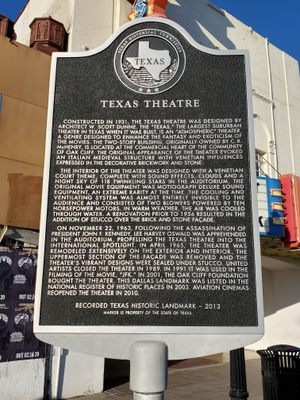 TEXAS HISTORICAL COMMISSION
TEXAS
TEXAS THEATRE
CONSTRUCTED IN 1931, THE TEXAS THEATRE WAS DESIGNED BY
ARCHITECT W. SCOTT DUNNE. THE "TEXAS," THE LARGEST SUBURBAN
THEATER IN TEXAS WHEN IT WAS BUILT, IS AN "ATMOSPHERIC" THEATER,
A GENRE DESIGNED TO ENHANCE THE FANTASY AND EXOTICISM OF
THE MOVIES. THE TWO-STORY BUILDING, ORIGINALLY OWNED BY C.R.
McHENRY, IS LOCATED AT THE COMMERCIAL HEART OF THE COMMUNITY
OF OAK CLIFF. THE ORIGINAL APPEARANCE OF THE THEATER WAS OF
AN ITALIAN MEDIEVAL STRUCTURE WITH VENETIAN INFLUENCES
EXPRESSED IN THE DECORATIVE BRICKWORK AND STONE.
THE INTERIOR OF THE THEATER WAS DESIGNED WITH A VENETIAN
COURT THEME, COMPLETE WITH SOUND EFFECTS, CLOUDS AND A
NIGHT SKY OF 118 TWINKLING STARS IN THE CEILING. THE
ORIGINAL MOVIE EQUIPMENT WAS MOTOGRAPH DELUXE SOUND
EQUIPMENT, AN EXTREME RARITY AT THE TIME. THE COOLING AND
VENTILATING SYSTEM WAS ALMOST ENTIRELY INVISIBLE TO THE
AUDIENCE AND CONSISTED OF TWO BLOWERS POWERED BY TEN
HORSEPOWER MOTORS. AN AIR WASHER FORCED AIR FROM THE OUTSIDE
THROUGH WATER. A RENOVATION PRIOR TO 1956 RESULTED IN THE
ADDITION OF STUCCO OVER THE BRICK AND STONE FAÇADE.
ON NOVEMBER 22, 1963, FOLLOWING THE ASSASSINATION OF
PRESIDENT JOHN F. KENNEDY, LEE HARVEY OSWALD WAS APPREHENDED
IN THE AUDITORIUM, PROPELLING THE TEXAS THEATRE INTO THE
INTERNATIONAL SPOTLIGHT. IN APRIL 1965, THE THEATER WAS
REMODELED EXTENSIVELY ON THE EXTERIOR AND INTERIOR. THE
UPPERMOST SECTION OF THE FAÇADE WAS REMOVED AND THE
THEATER'S VIBRANT DESIGNS WERE SEALED UNDER STUCCO. UNITED
ARTISTS CLOSED THE THEATER IN 1989. IN 1991 IT WAS USED IN THE
FILMING OF THE MOVIE, "JFK." IN 2001, THE OAK CLIFF FOUNDATION
BOUGHT THE THEATER. THIS DALLAS LANDMARK WAS LISTED IN THE
NATIONAL REGISTER OF HISTORIC PLACES IN 2003. AVIATION CINEMAS
REOPENED THE THEATER IN 2010.
RECORDED TEXAS HISTORIC LANDMARK – 2013
MARKER IS PROPERTY OF THE STATE OF TEXAS